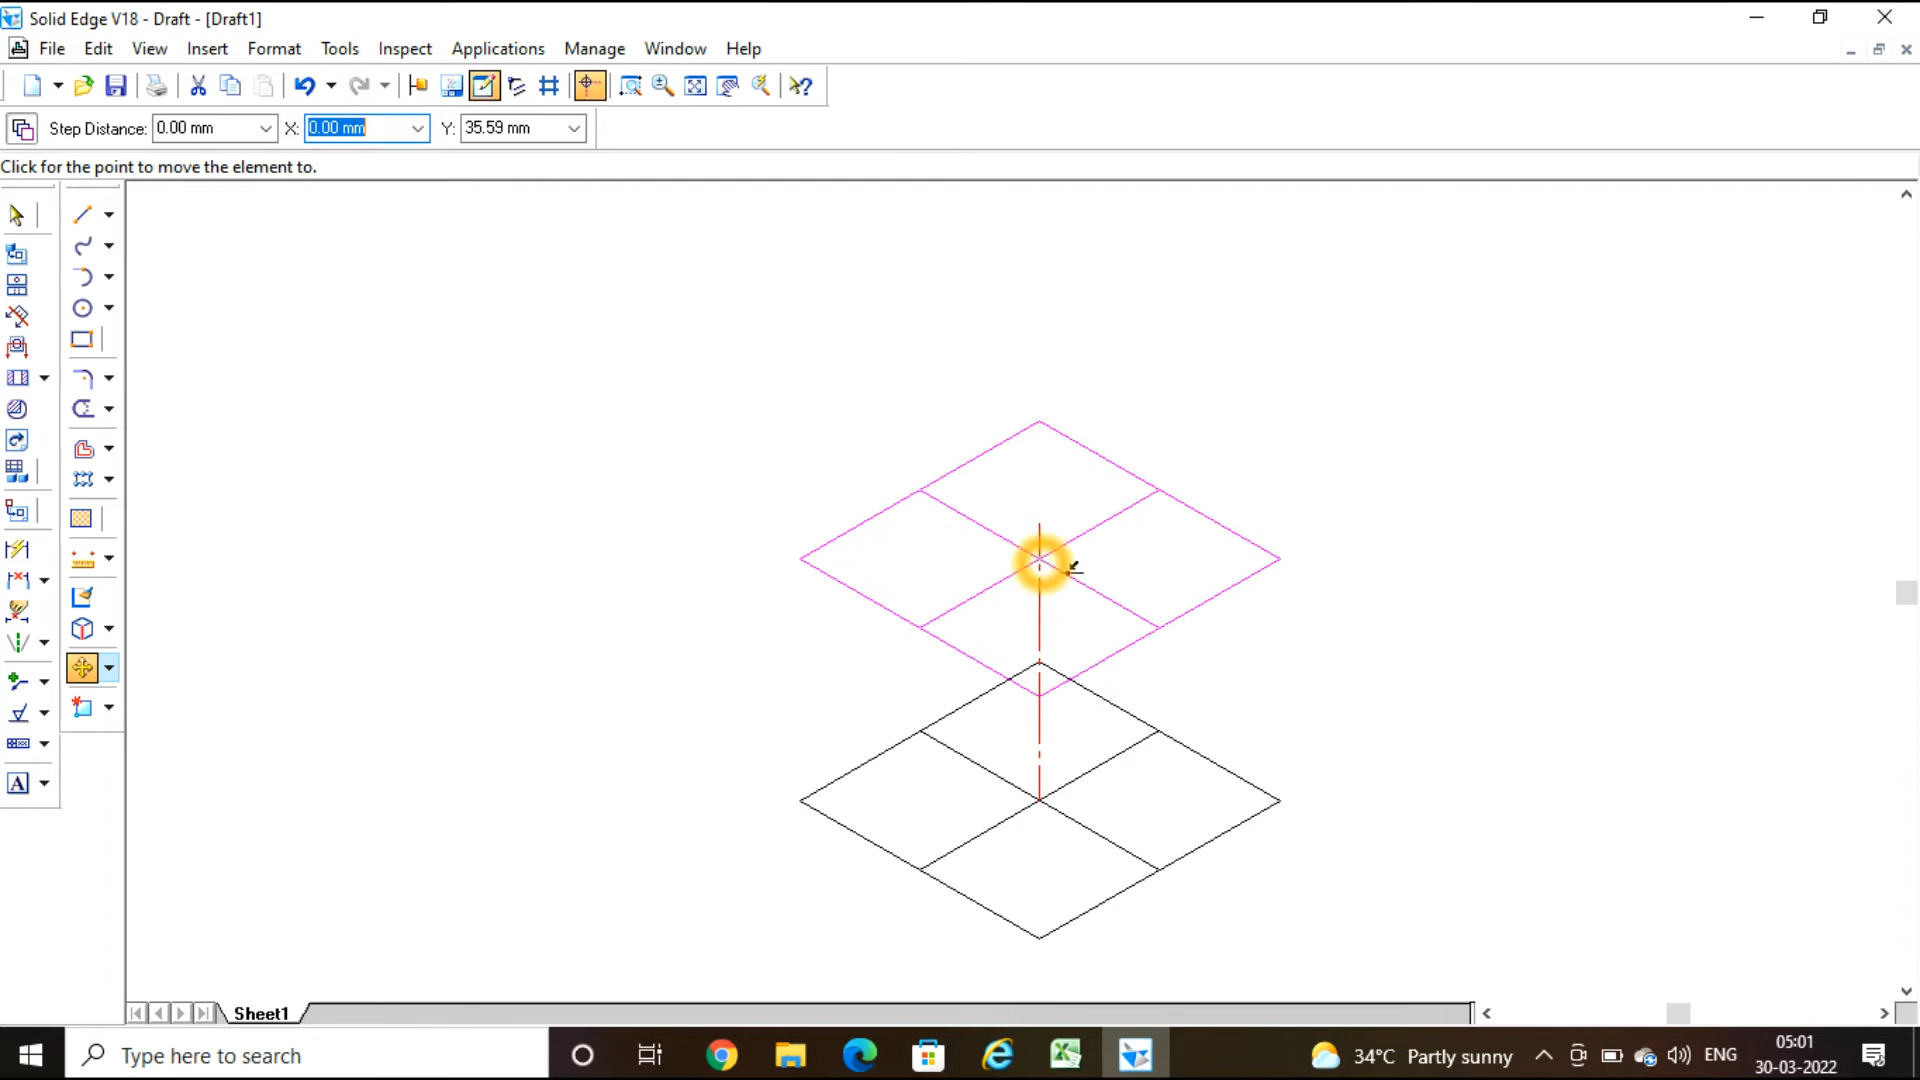 Solid Edge V18 - Draft - [Draft1]
File Edit View Insert Format Tools Inspect Applications Manage Window Help
Step Distance: 0.00 mm X: 0.00 mm Y: 35.59 mm
Click for the point to move the element to.
A
Sheet1
Type here to search
34°C Partly sunny
ENG
05:01
30-03-2022